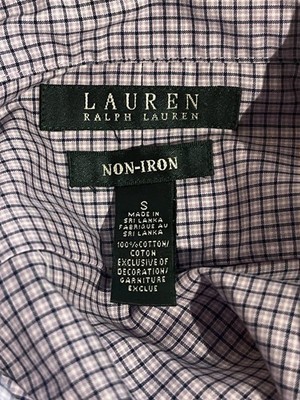 LAUREN
RALPH LAUREN
NON-IRON
S
MADE IN
SRI LANKA
FABRIQUE AU
SRI LANKA
100%COTTON/
COTON
EXCLUSIVE OF
DECORATION/
GARNITURE
EXCLUE